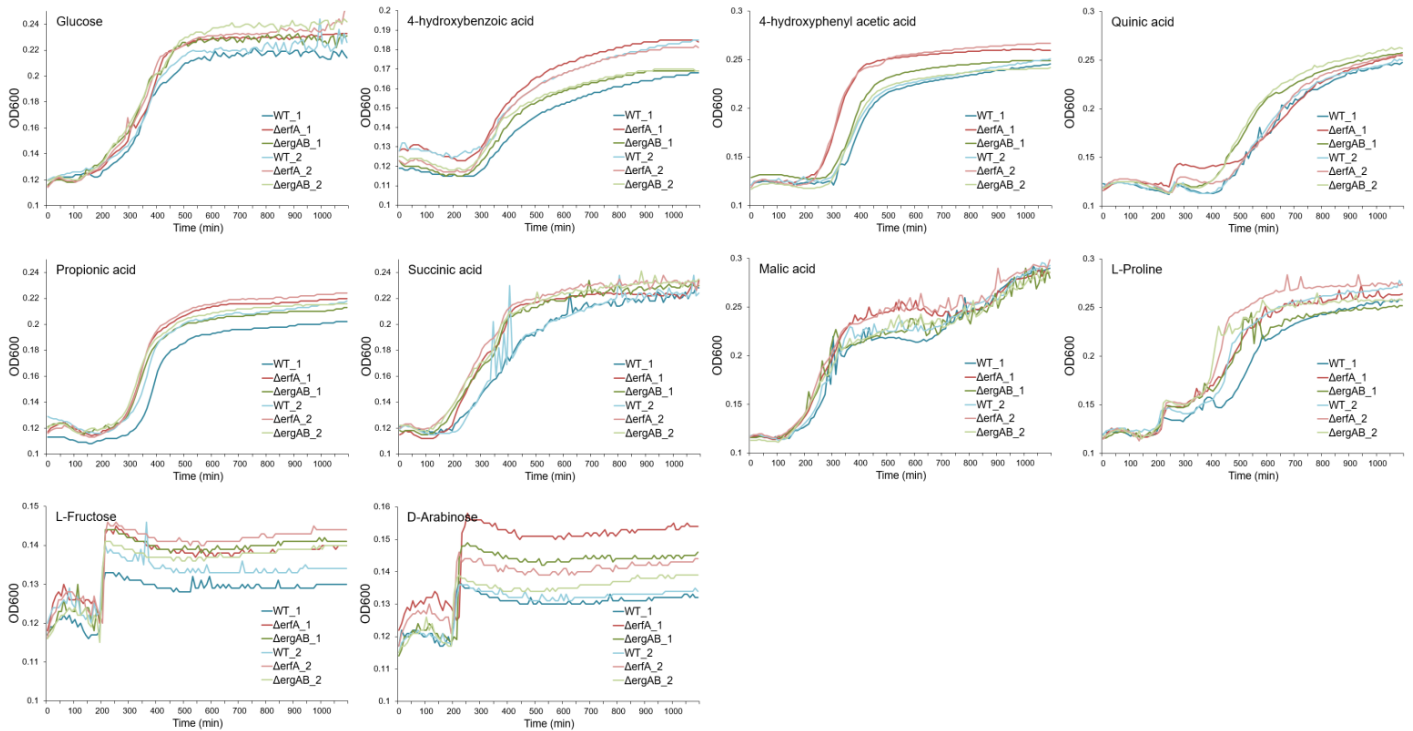 Glucose
OD600
0.24
0.22
0.2
0.18
0.16
0.14
0.12
0.1
WT_1
ΔerfA_1
ΔergAB_1
WT_2
ΔerfA_2
ΔergAB_2
0 100 200 300 400 500 600 700 800 900 1000
Time (min)
4-hydroxybenzoic acid
OD600
0.2
0.19
0.18
0.17
0.16
0.15
0.14
0.13
0.12
0.11
0.1
WT_1
ΔerfA_1
ΔergAB_1
WT_2
ΔerfA_2
ΔergAB_2
0 100 200 300 400 500 600 700 800 900 1000
Time (min)
4-hydroxyphenyl acetic acid
OD600
0.3
0.25
0.2
0.15
0.1
WT_1
ΔerfA_1
ΔergAB_1
WT_2
ΔerfA_2
ΔergAB_2
0 100 200 300 400 500 600 700 800 900 1000
Time (min)
Quinic acid
OD600
0.3
0.25
0.2
0.15
0.1
WT_1
ΔerfA_1
ΔergAB_1
WT_2
ΔerfA_2
ΔergAB_2
0 100 200 300 400 500 600 700 800 900 1000
Time (min)
Propionic acid
OD600
0.24
0.22
0.2
0.18
0.16
0.14
0.12
0.1
WT_1
ΔerfA_1
ΔergAB_1
WT_2
ΔerfA_2
ΔergAB_2
0 100 200 300 400 500 600 700 800 900 1000
Time (min)
Succinic acid
OD600
0.24
0.22
0.2
0.18
0.16
0.14
0.12
0.1
WT_1
ΔerfA_1
ΔergAB_1
WT_2
ΔerfA_2
ΔergAB_2
0 100 200 300 400 500 600 700 800 900 1000
Time (min)
Malic acid
OD600
0.3
0.25
0.2
0.15
0.1
WT_1
ΔerfA_1
ΔergAB_1
WT_2
ΔerfA_2
ΔergAB_2
0 100 200 300 400 500 600 700 800 900 1000
Time (min)
L-Proline
OD600
0.3
0.25
0.2
0.15
0.1
WT_1
ΔerfA_1
ΔergAB_1
WT_2
ΔerfA_2
ΔergAB_2
0 100 200 300 400 500 600 700 800 900 1000
Time (min)
L-Fructose
OD600
0.15
0.14
0.13
0.12
0.11
0.1
WT_1
ΔerfA_1
ΔergAB_1
WT_2
ΔerfA_2
ΔergAB_2
0 100 200 300 400 500 600 700 800 900 1000
Time (min)
D-Arabinose
OD600
0.16
0.15
0.14
0.13
0.12
0.11
0.1
WT_1
ΔerfA_1
ΔergAB_1
WT_2
ΔerfA_2
ΔergAB_2
0 100 200 300 400 500 600 700 800 900 1000
Time (min)